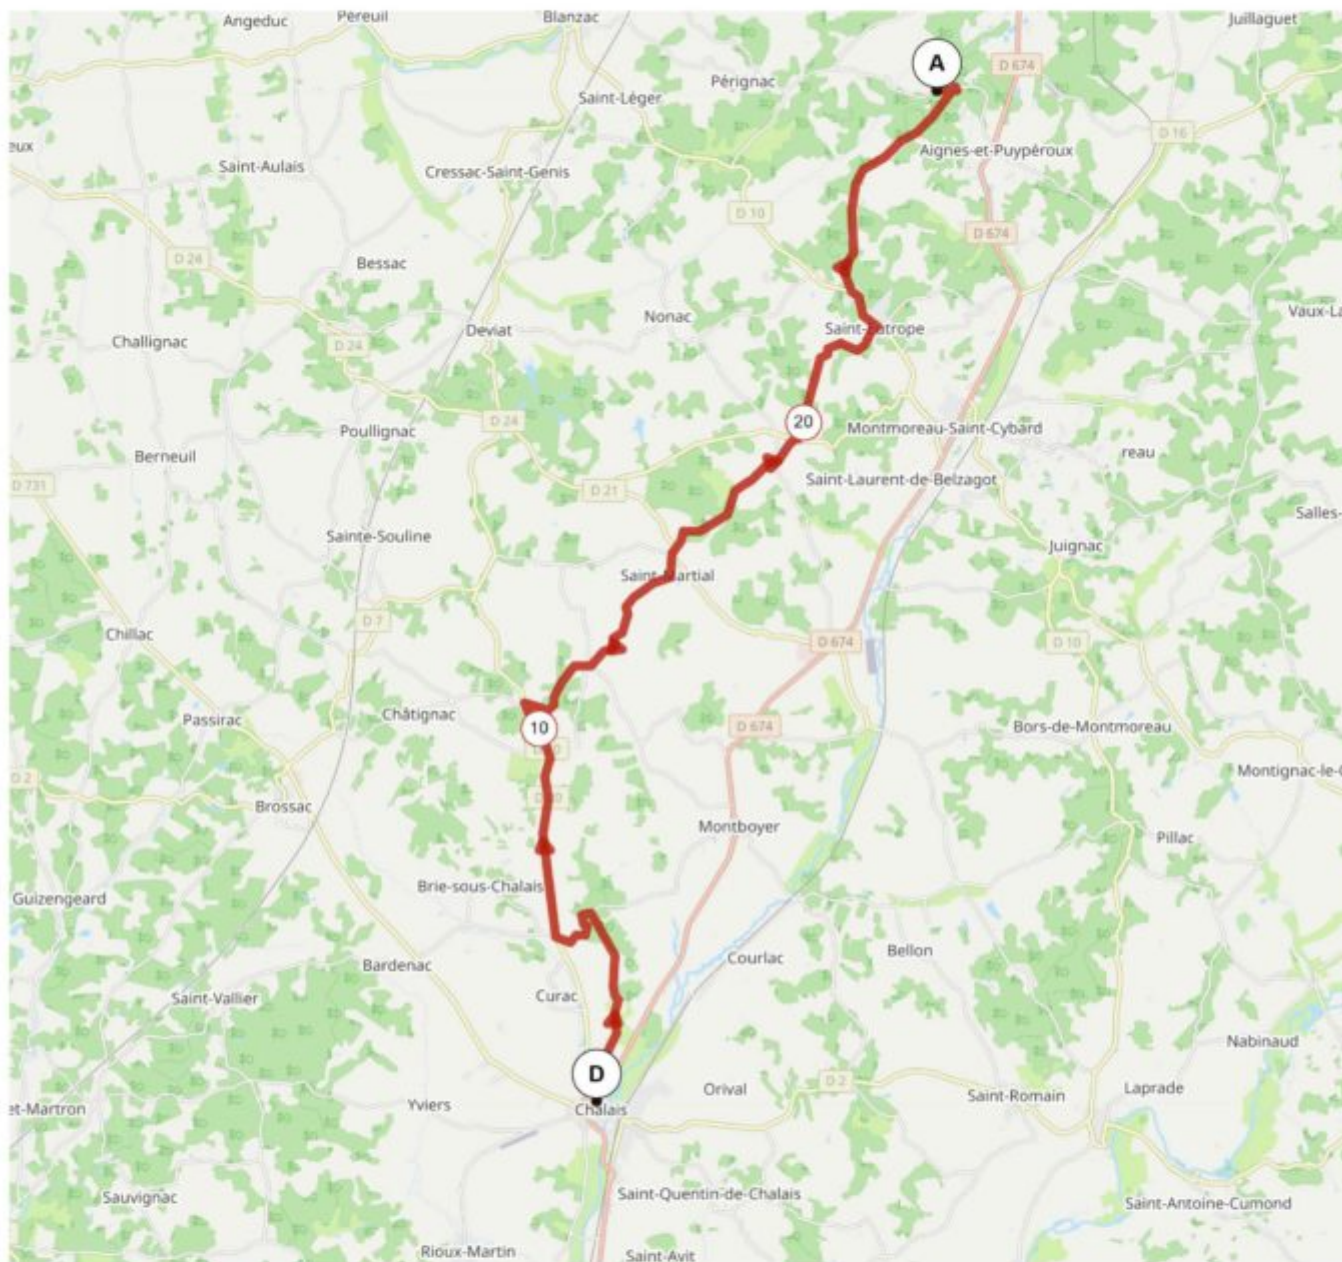 Angeduc
Péreuil
Blanzac
Juillaguet
A
D 674
Pérignac
Saint-Léger
D 16
eux
Aignes-et-Puypéroux
Saint-Aulais
Cressac-Saint-Genis
D 10
D 674
D 24
Bessac
Nonac
Saint-Eutrope
Vaux-La
Deviat
Challignac
D 24
D 24
20
Montmoreau-Saint-Cybard
Poullignac
reau
Berneuil
Saint-Laurent-de-Belzagot
D 731
D 21
Salles-
Sainte-Souline
Juignac
Saint-Martial
D 7
Chillac
D 674
D 10
Châtignac
Passirac
10
D 674
Bors-de-Montmoreau
D 2
Montignac-le-C
Brossac
Montboyer
Pillac
Brie-sous-Chalais
Guizengeard
Bellon
Courlac
Bardenac
Saint-Vallier
Curac
Nabinaud
D
D 2
Orival
Laprade
Saint-Romain
et-Martron
Yviers
Chalais
Sauvignac
Saint-Quentin-de-Chalais
Saint-Antoine-Cumond
Rioux-Martin
Saint-Avit